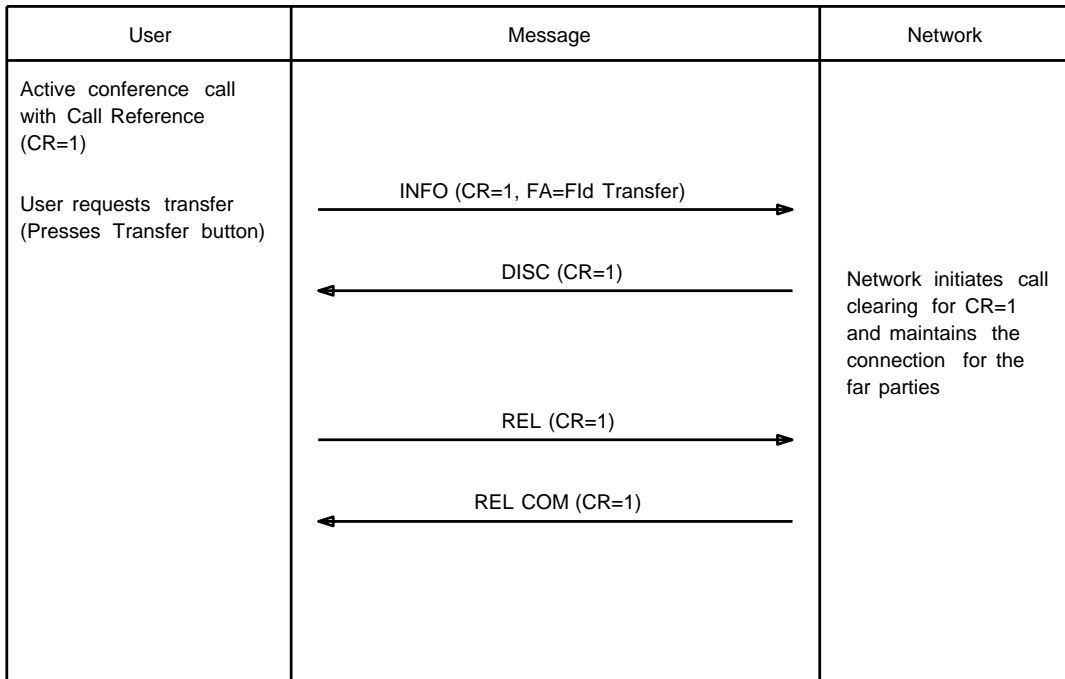 User
Message
Network
Active conference call
with Call Reference
(CR=1)
User requests transfer
(Presses Transfer button)
INFO (CR=1, FA=FId Transfer)
DISC (CR=1)
Network initiates call
clearing for CR=1
and maintains the
connection for the
far parties
REL (CR=1)
REL COM (CR=1)